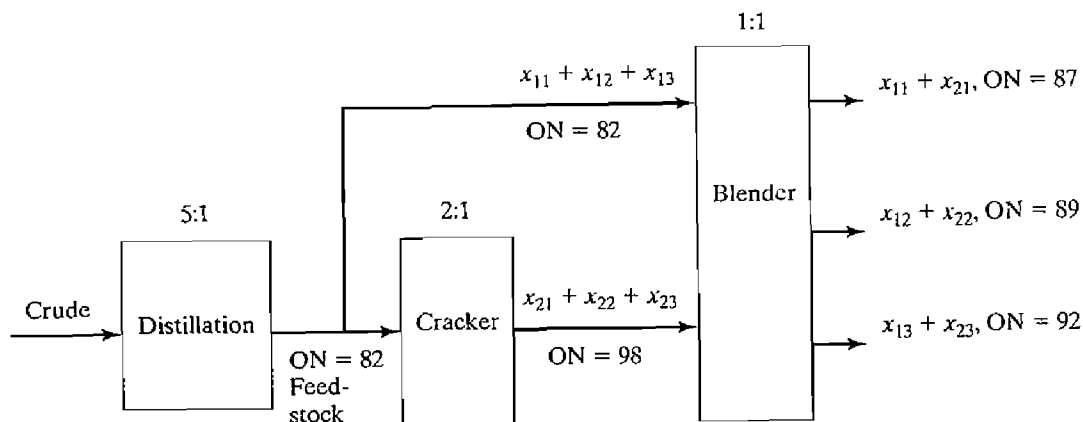 1:1
x₁₁ + x₁₂ + x₁₃
ON = 82
x₁₁ + x₂₁, ON = 87
Blender
5:1
2:1
x₁₂ + x₂₂, ON = 89
Crude
Distillation
Cracker
x₂₁ + x₂₂ + x₂₃
x₁₃ + x₂₃, ON = 92
ON = 82
Feed-
stock
ON = 98